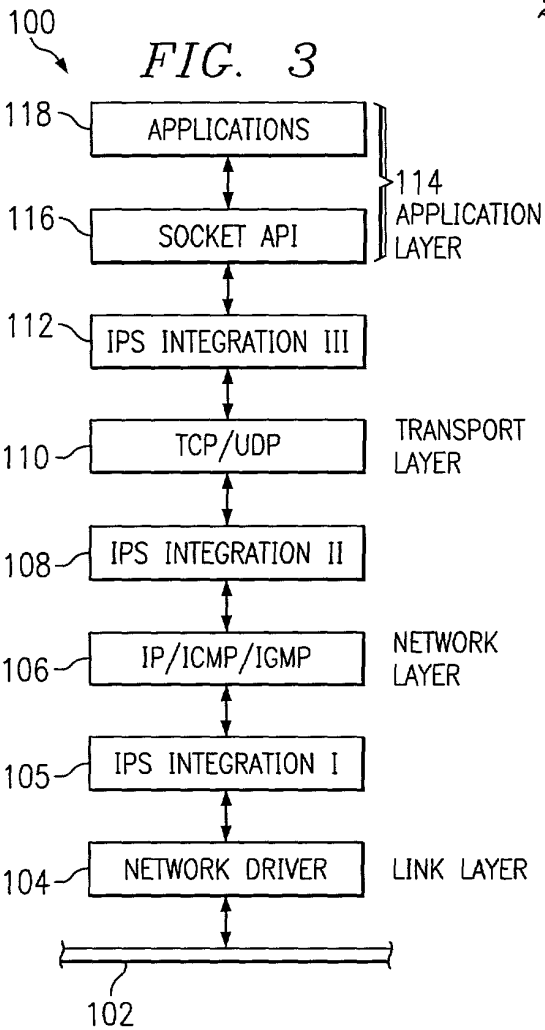 100
FIG. 3
118
APPLICATIONS
116
SOCKET API
114
APPLICATION
LAYER
112
IPS INTEGRATION III
110
TCP/UDP
TRANSPORT
LAYER
108
IPS INTEGRATION II
106
IP/ICMP/IGMP
NETWORK
LAYER
105
IPS INTEGRATION I
104
NETWORK DRIVER
LINK LAYER
102